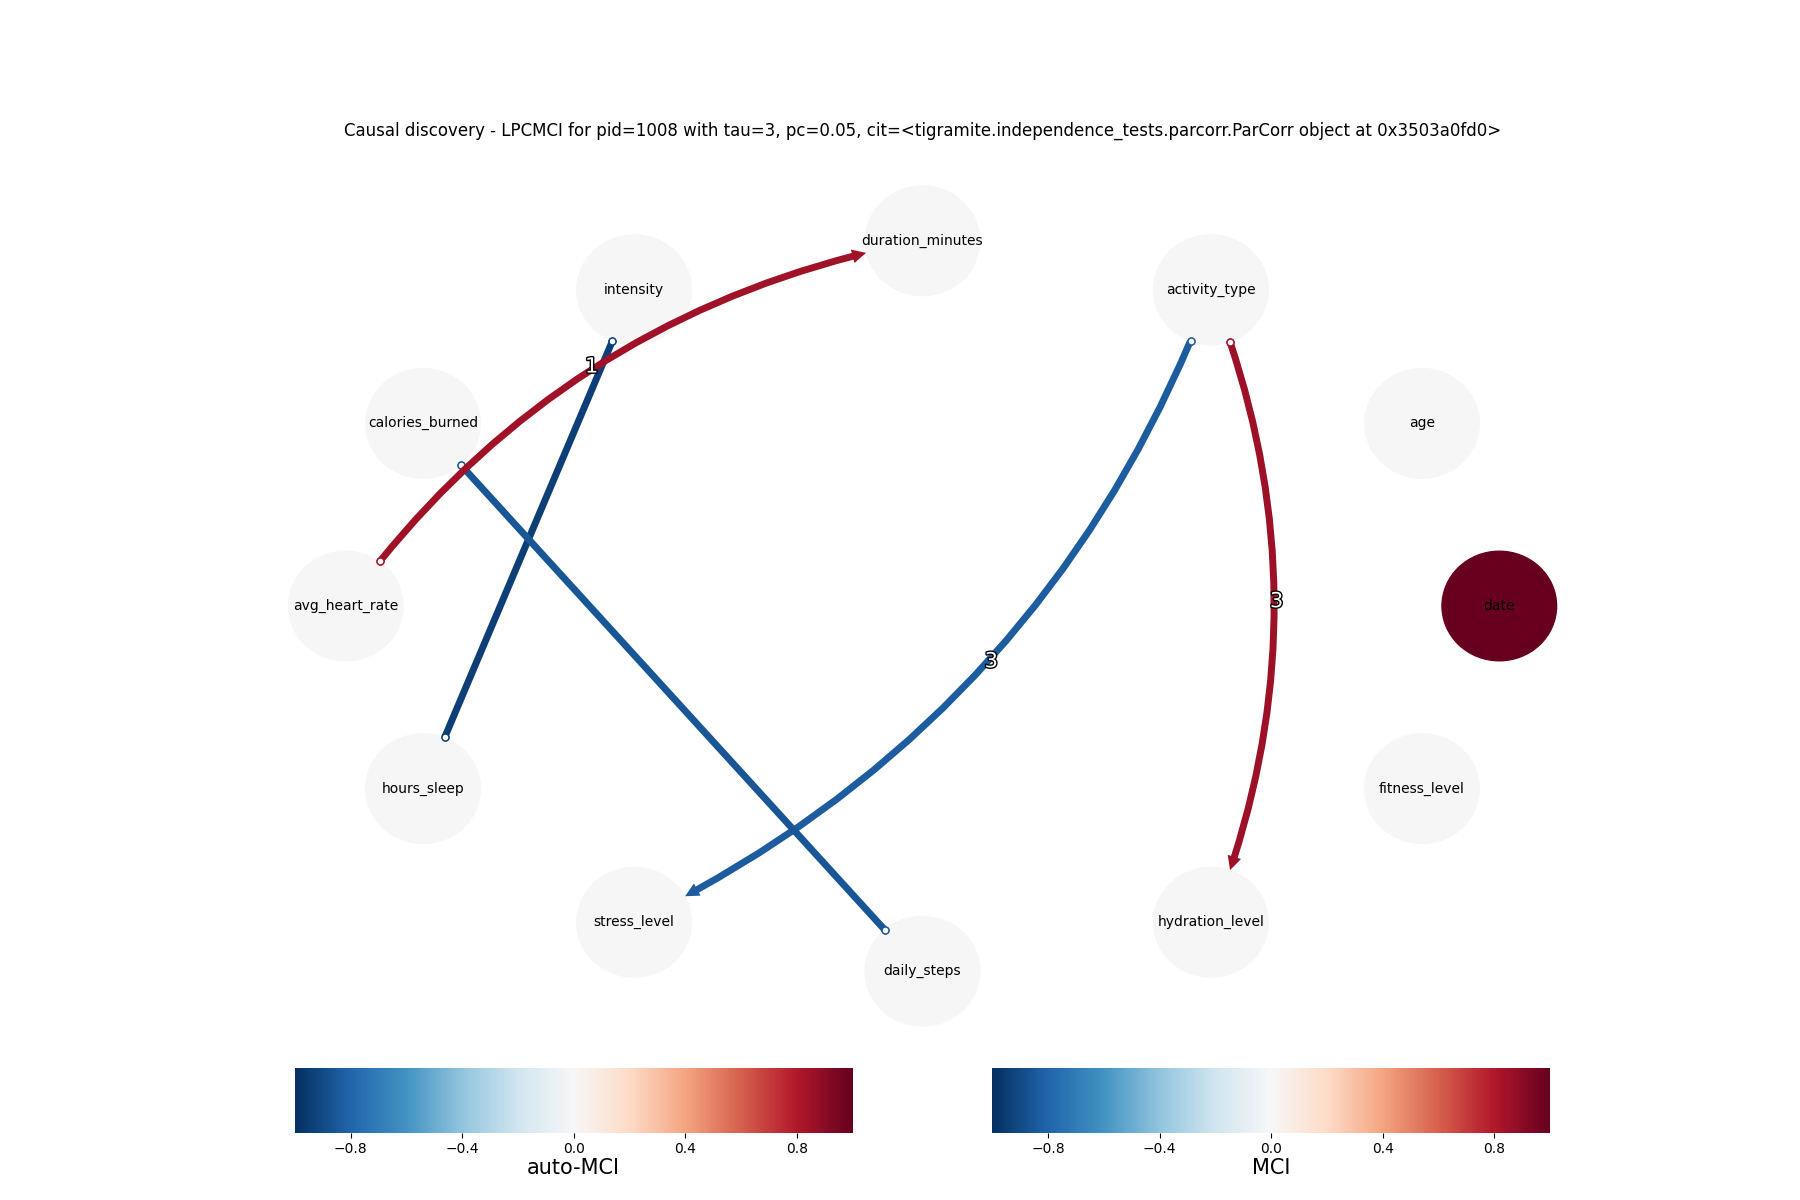 Causal discovery - LPCMCI for pid=1008 with tau=3, pc=0.05, cit=<tigramite.independence_tests.parcorr.ParCorr object at 0x3503a0fd0>
duration_minutes
intensity
activity_type
1
calories_burned
age
avg_heart_rate
3
date
3
hours_sleep
fitness_level
stress_level
hydration_level
daily_steps
−0.8 −0.4 0.0 0.4 0.8
auto-MCI
−0.8 −0.4 0.0 0.4 0.8
MCI